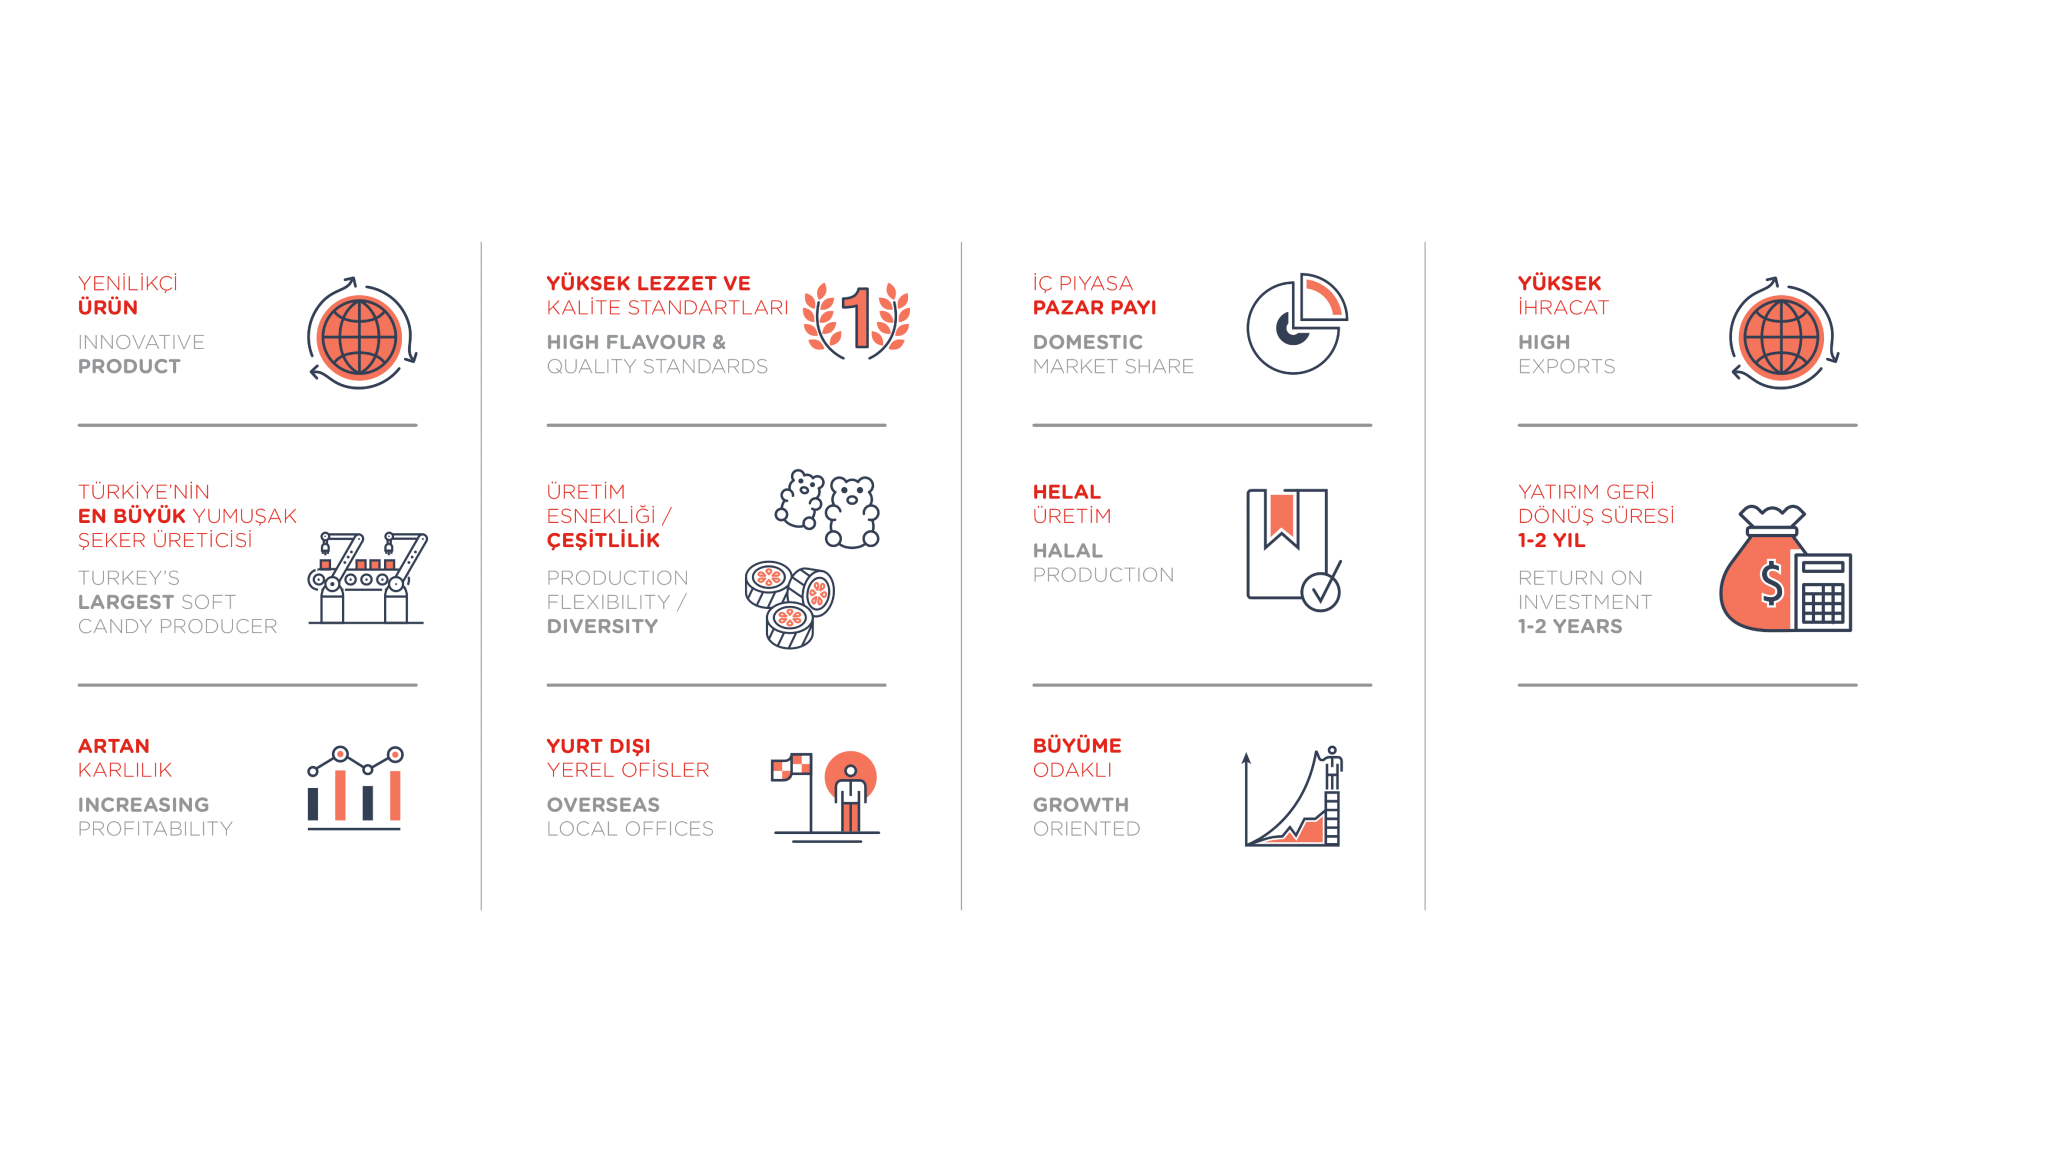 YENİLİKÇİ
ÜRÜN
INNOVATIVE
PRODUCT
YÜKSEK LEZZET VE
KALİTE STANDARTLARI
HIGH FLAVOUR &
QUALITY STANDARDS
1
İÇ PIYASA
PAZAR PAYI
DOMESTIC
MARKET SHARE
YÜKSEK
İHRACAT
HIGH
EXPORTS
TÜRKİYE'NİN
EN BÜYÜK YUMUŞAK
ŞEKER ÜRETİCİSİ
TURKEY'S
LARGEST SOFT
CANDY PRODUCER
ÜRETİM
ESNEKLİĞİ /
ÇEŞİTLİLİK
PRODUCTION
FLEXIBILITY /
DIVERSITY
HELAL
ÜRETİM
HALAL
PRODUCTION
YATIRIM GERİ
DÖNÜŞ SÜRESİ
1-2 YIL
RETURN ON
INVESTMENT
1-2 YEARS
$
ARTAN
KARLILIK
INCREASING
PROFITABILITY
YURT DIŞI
YEREL OFİSLER
OVERSEAS
LOCAL OFFICES
BÜYÜME
ODAKLI
GROWTH
ORIENTED